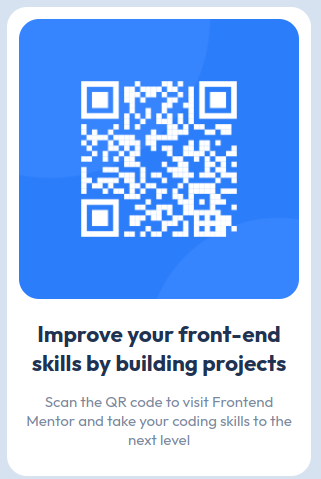 Improve your front-end
skills by building projects
Scan the QR code to visit Frontend
Mentor and take your coding skills to the
next level